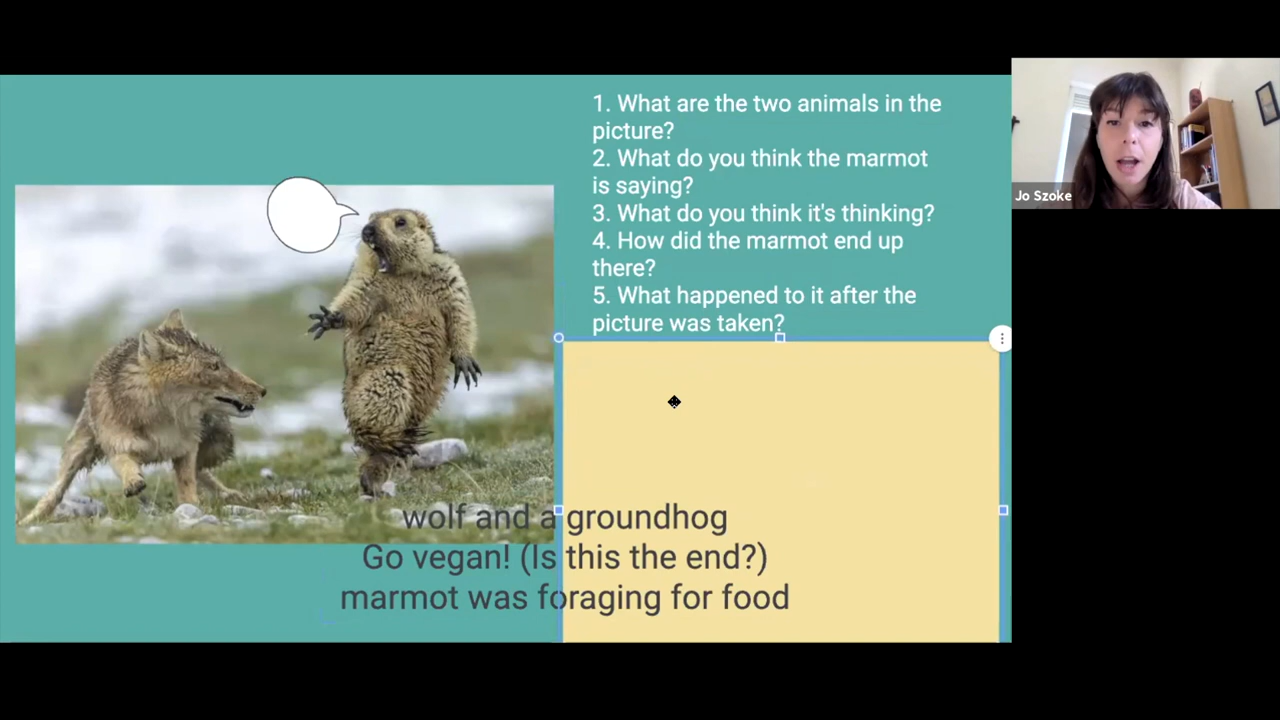 1. What are the two animals in the
picture?
2. What do you think the marmot
is saying?
3. What do you think it's thinking?
4. How did the marmot end up
there?
5. What happened to it after the
picture was taken?
Jo Szoke
wolf and a groundhog
Go vegan! (Is this the end?)
marmot was foraging for food